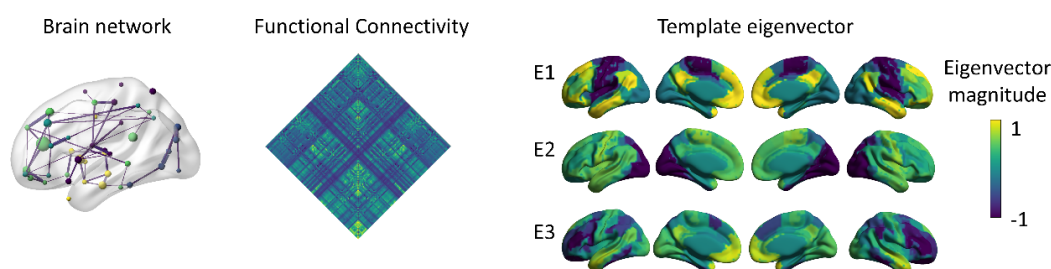 Brain network
Functional Connectivity
Template eigenvector
E1
E2
E3
Eigenvector
magnitude
1
-1